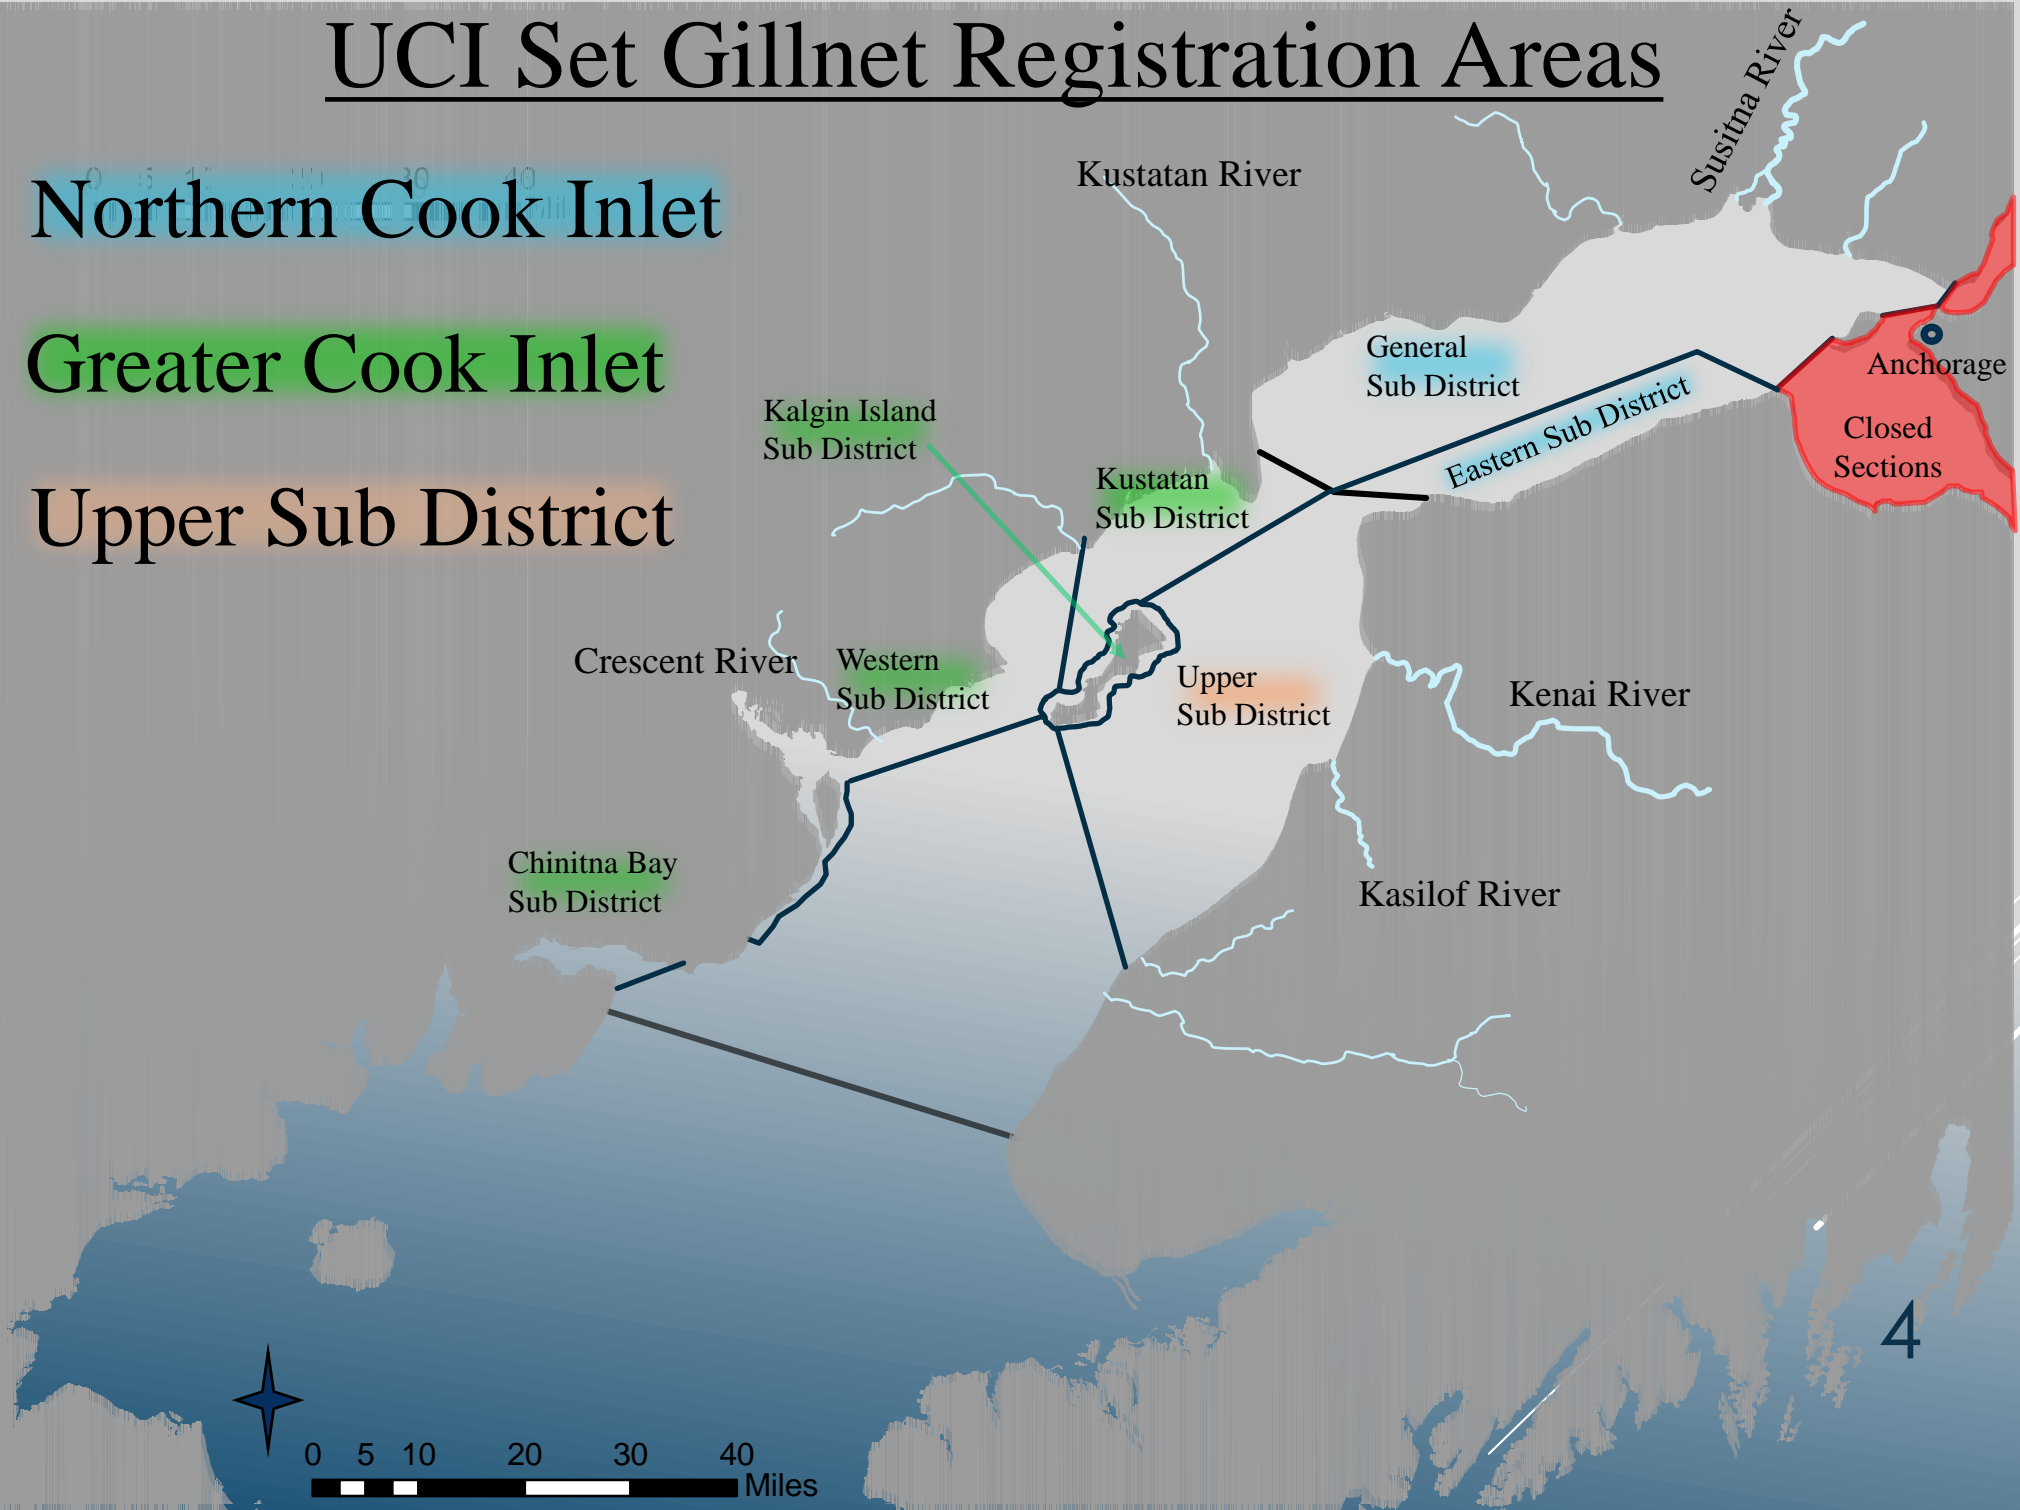 UCI Set Gillnet Registration Areas
Susitna River
Kustatan River
Northern Cook Inlet
Greater Cook Inlet
General
Sub District
Anchorage
Kalgin Island
Sub District
Eastern Sub District
Closed
Sections
Kustatan
Sub District
Upper Sub District
Crescent River
Western
Sub District
Upper
Sub District
Kenai River
Chinitna Bay
Sub District
Kasilof River
4
0 5 10 20 30 40
Miles